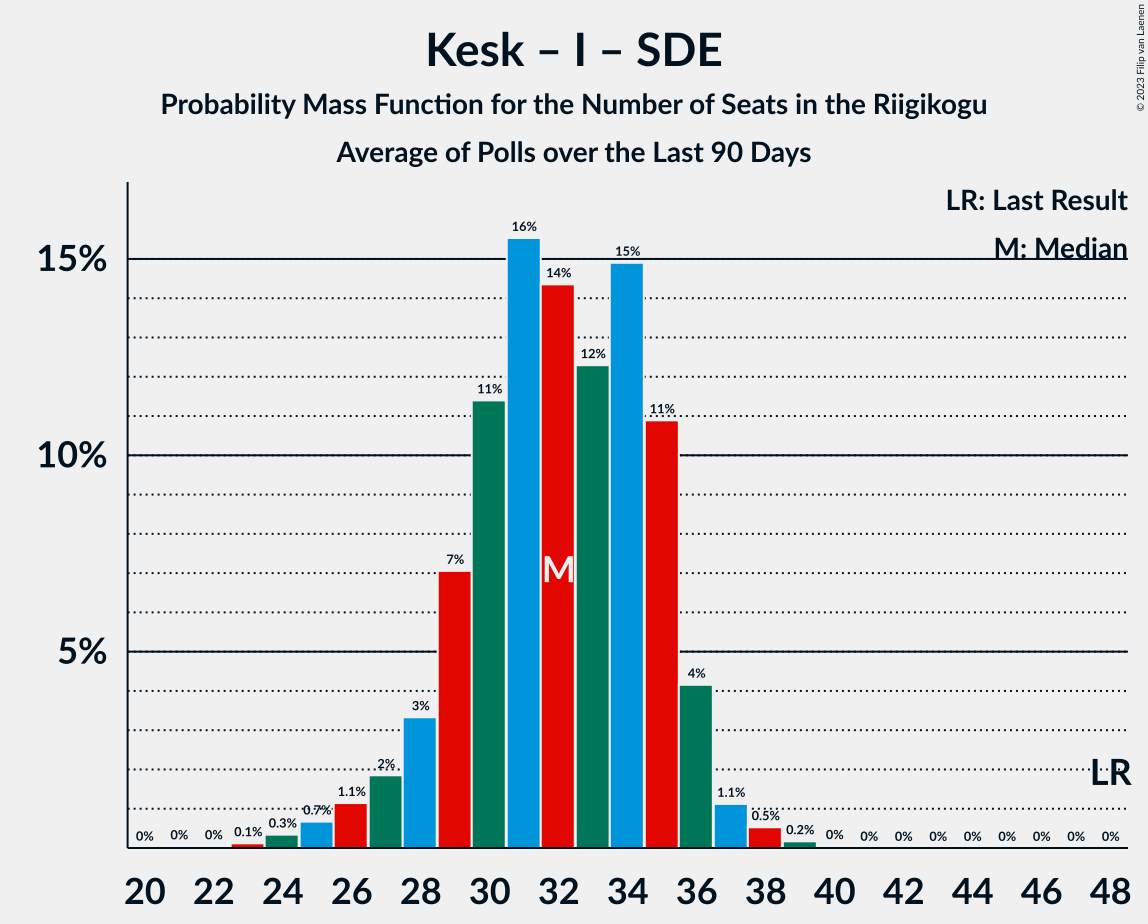 Kesk – I – SDE
Probability Mass Function for the Number of Seats in the Riigikogu
Average of Polls over the Last 90 Days
© 2023 Filip van Laenen
LR: Last Result
M: Median
15%
10%
5%
0% 0% 0% 0.1% 0.3% 0.7% 1.1% 2% 3% 7% 11% 16% 14% 12% 15% 11% 4% 1.1% 0.5% 0.2% 0% 0% 0% 0% 0% 0% 0% 0% 0%
M
LR
20 22 24 26 28 30 32 34 36 38 40 42 44 46 48